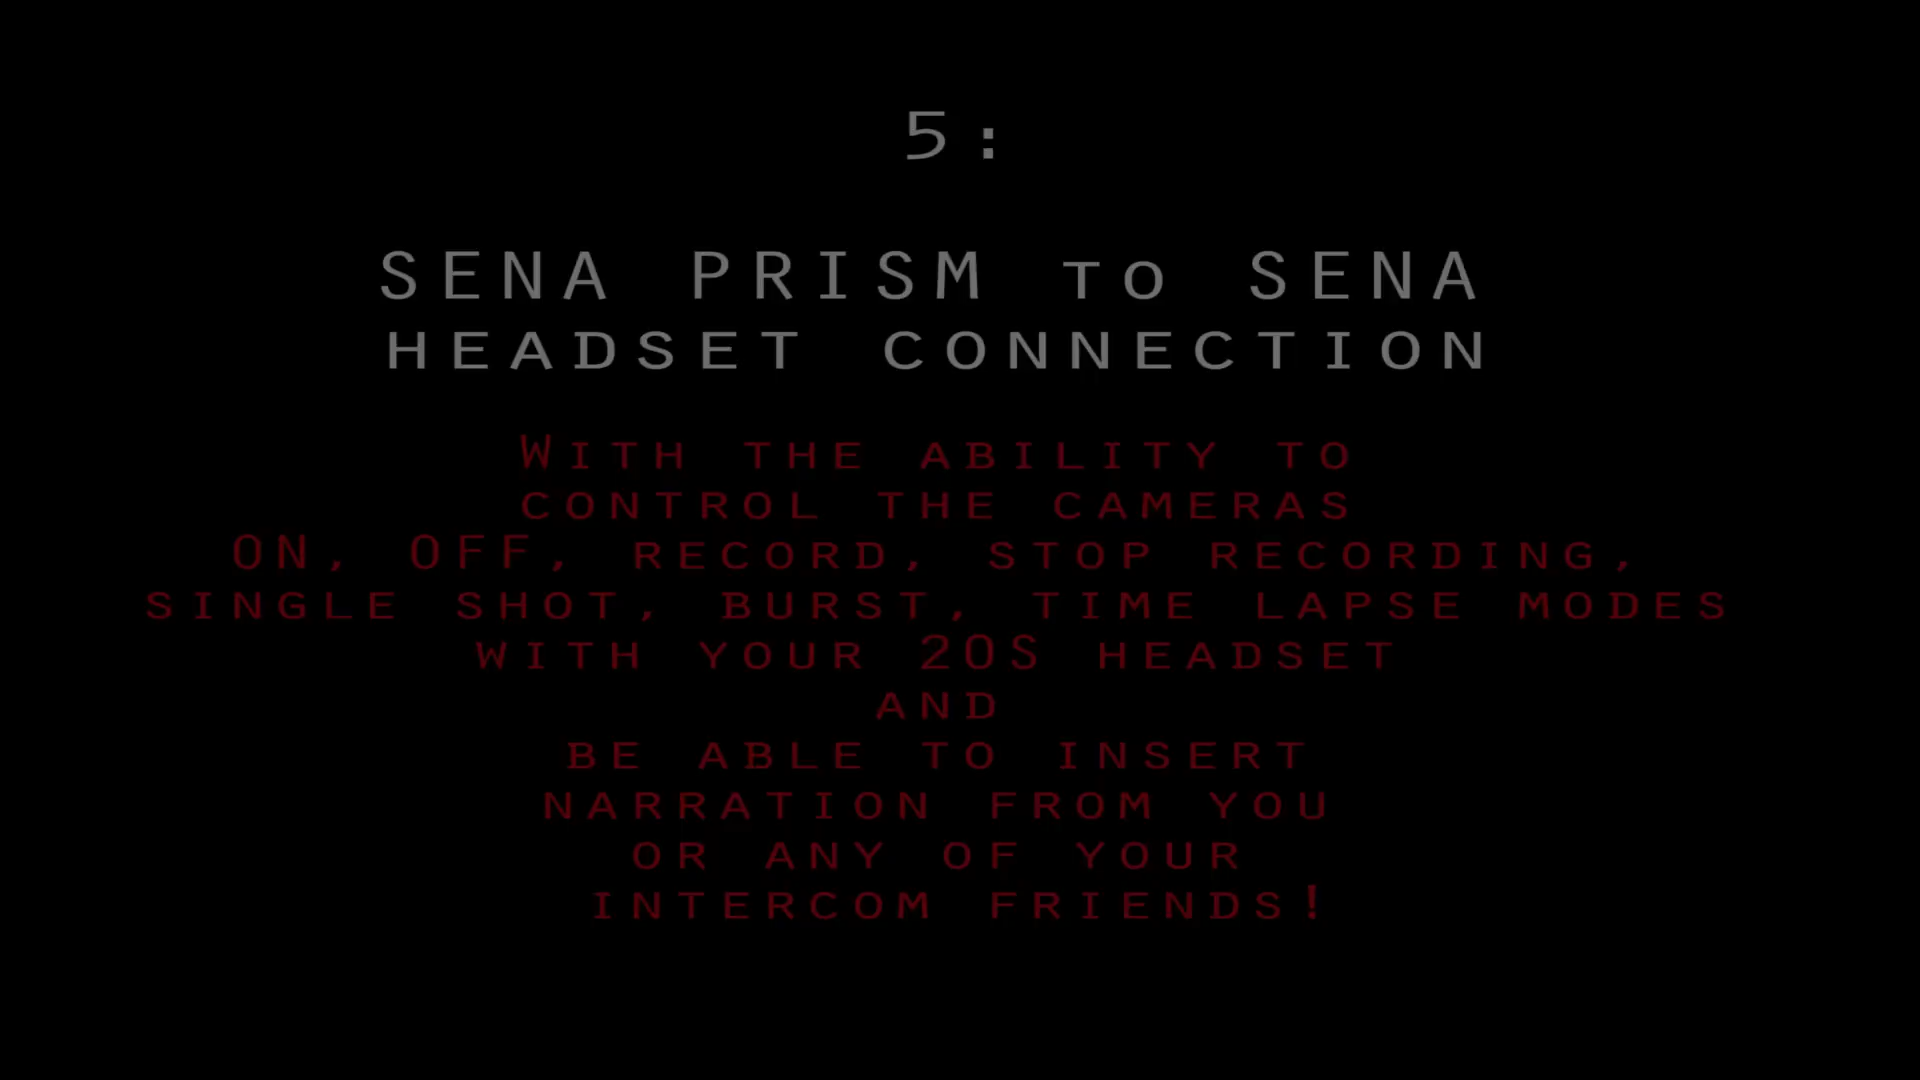 5:
SENA PRISM TO SENA
HEADSET CONNECTION
WITH THE ABILITY TO
CONTROL THE CAMERAS
ON, OFF, RECORD, STOP RECORDING,
SINGLE SHOT, BURST, TIME LAPSE MODES
WITH YOUR 20S HEADSET
AND
BE ABLE TO INSERT
NARRATION FROM YOU
OR ANY OF YOUR
INTERCOM FRIENDS!